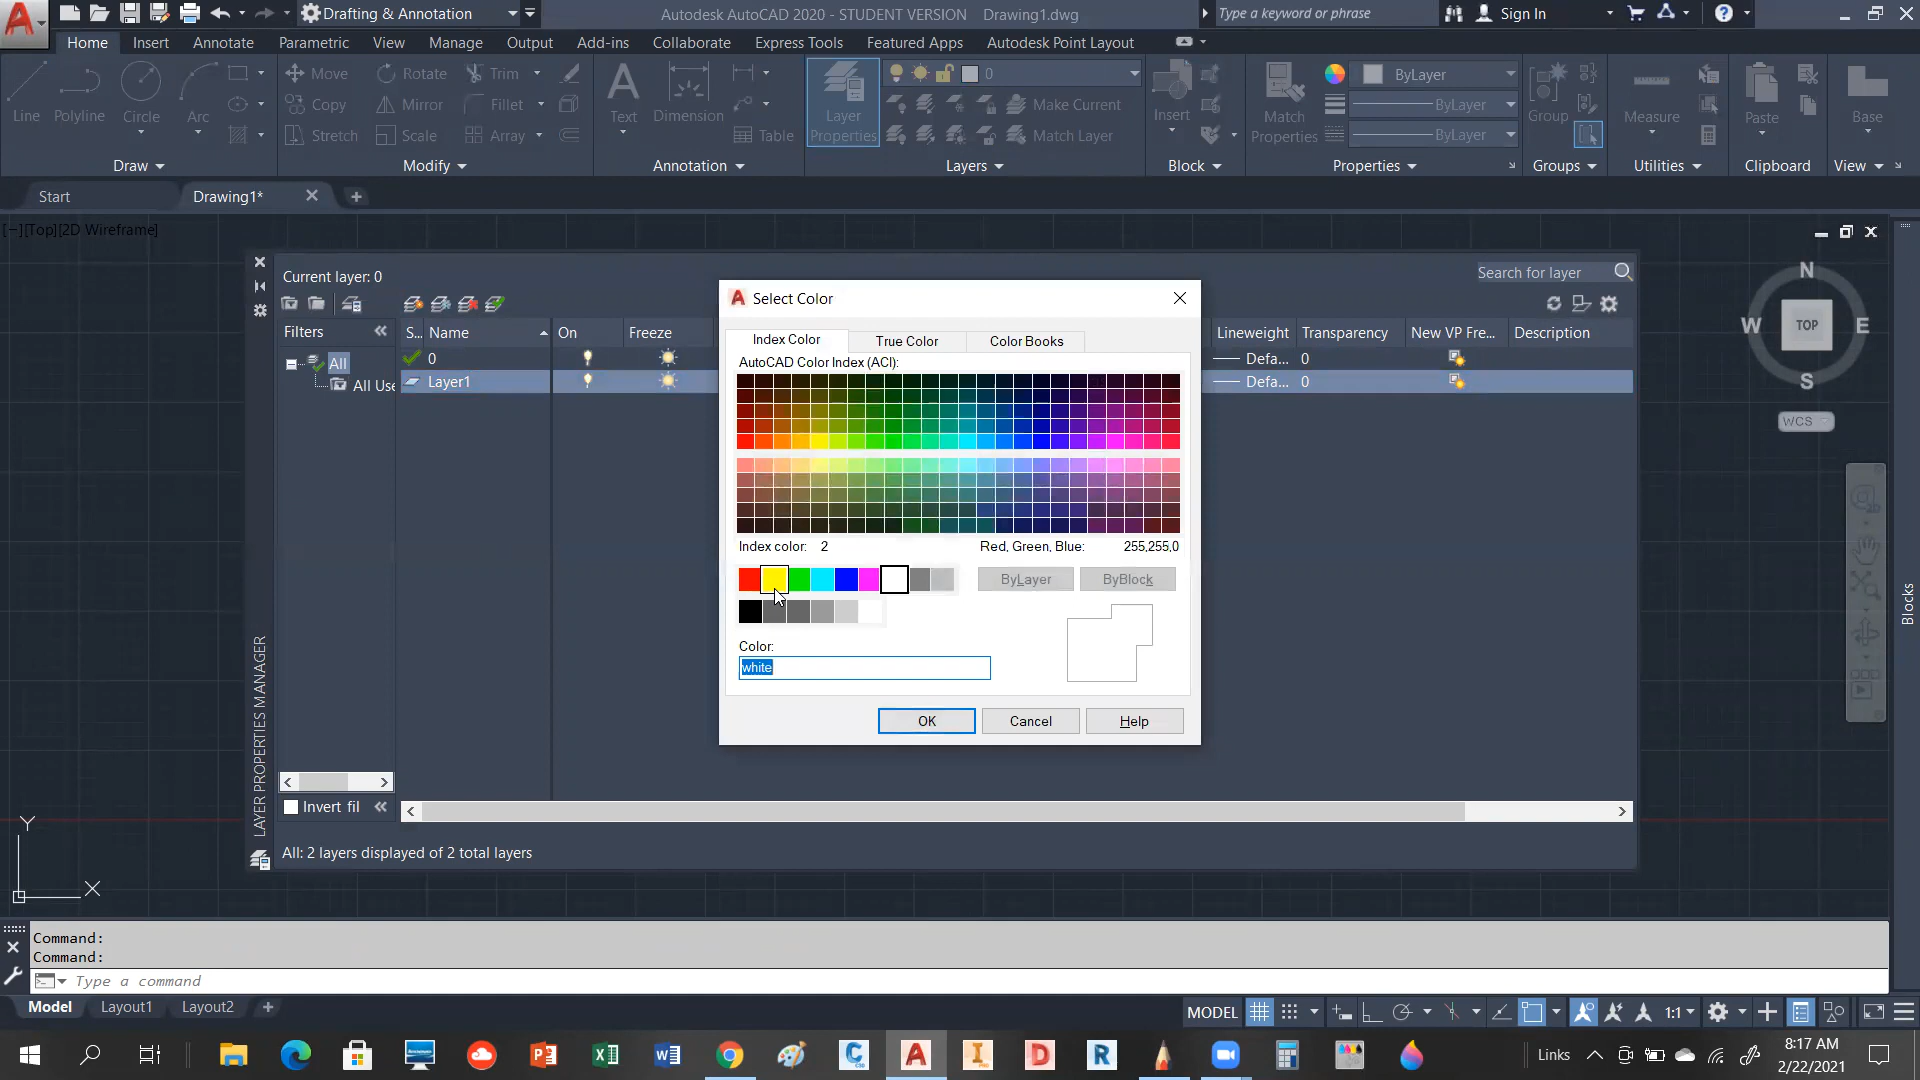 Drafting & Annotation
Autodesk AutoCAD 2020 - STUDENT VERSION Drawing1.dwg
Type a keyword or phrase
Sign In
Home Insert Annotate Parametric View Manage Output Add-ins Collaborate Express Tools Featured Apps Autodesk Point Layout
Line Polyline Circle Arc
Move Rotate Trim
Copy Mirror Fillet
Stretch Scale Array
Text Dimension Table
Layer Properties
0
Make Current
Match Layer
Insert
Match Properties
ByLayer
ByLayer
ByLayer
Group
Measure
Paste
Base
Draw Modify Annotation Layers Block Properties Groups Utilities Clipboard View
Start Drawing1*
[−][Top][2D Wireframe]
Current layer: 0
Search for layer
Filters
S.. Name On Freeze Lineweight Transparency New VP Fre... Description
All
All Use
0 Defa... 0
Layer1 Defa... 0
Invert fil
All: 2 layers displayed of 2 total layers
LAYER PROPERTIES MANAGER
Select Color
Index Color True Color Color Books
AutoCAD Color Index (ACI):
Index color: 2 Red, Green, Blue: 255,255,0
ByLayer ByBlock
Color:
white
OK Cancel Help
N
W TOP E
S
WCS
Blocks
Y
X
Command:
Command:
Type a command
Model Layout1 Layout2
MODEL 1:1
Links
8:17 AM
2/22/2021